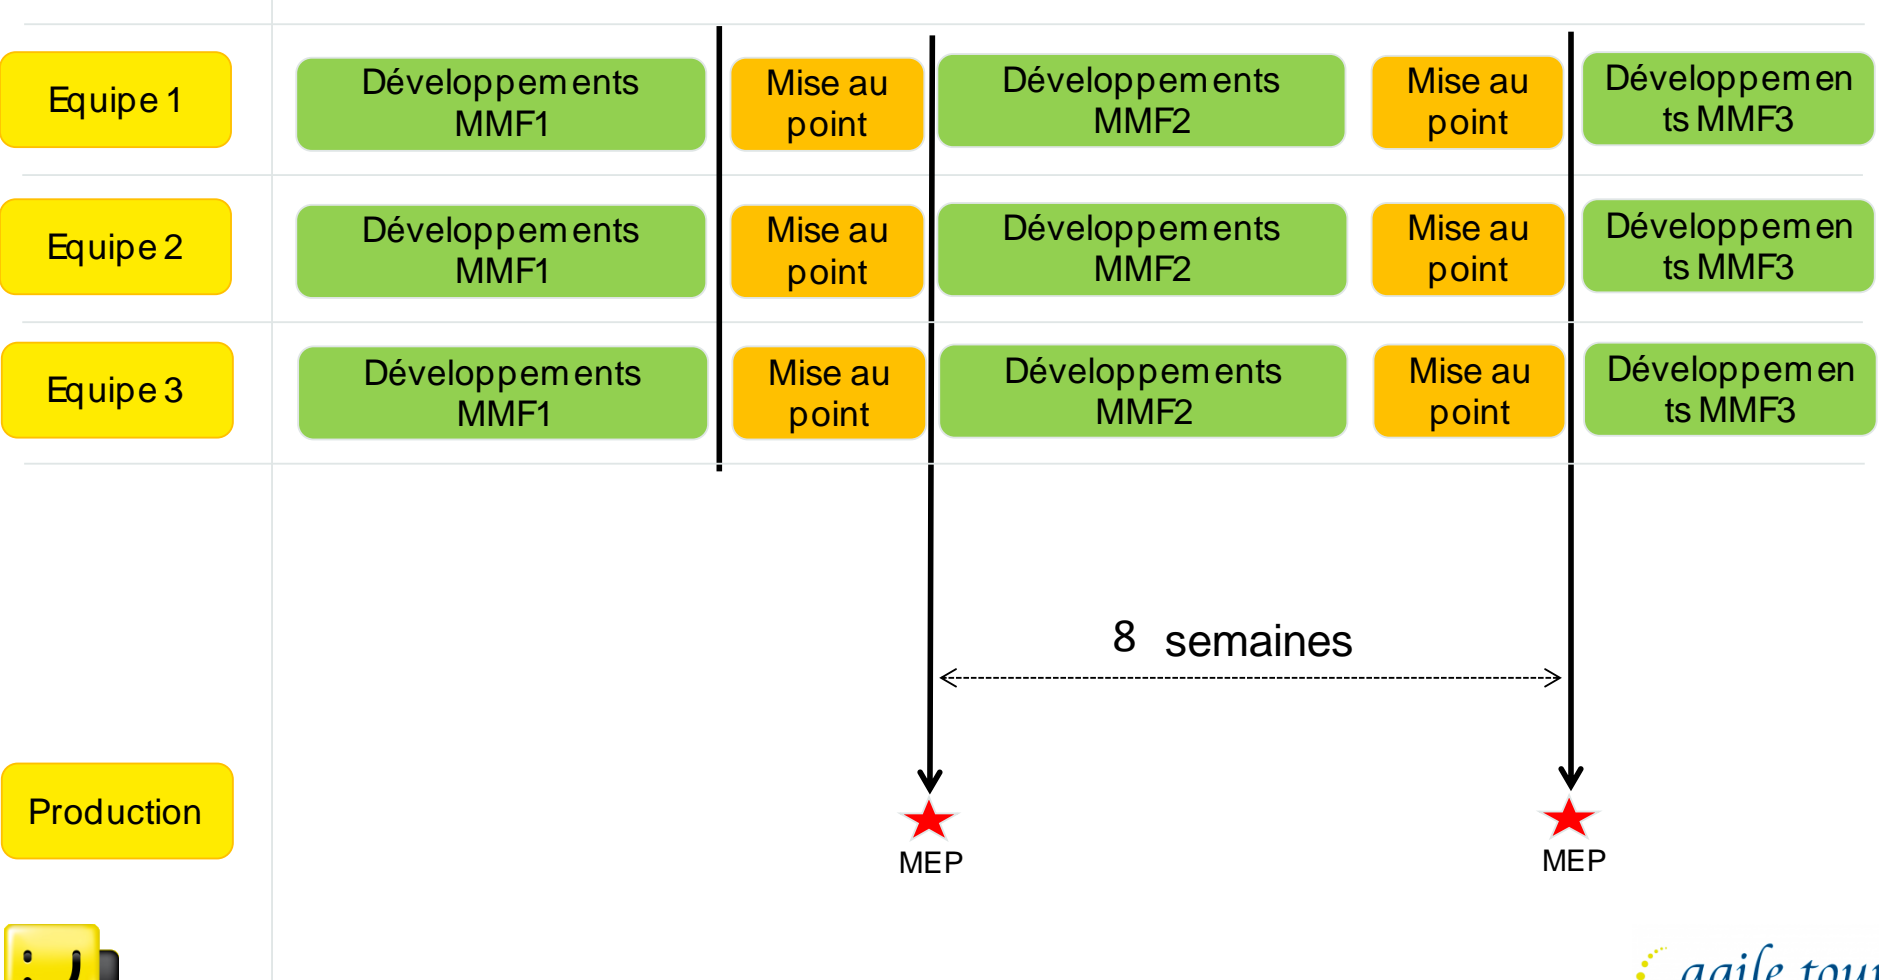 Equipe 1
Développements
MMF1
Mise au
point
Développements
MMF2
Mise au
point
Développemen
ts MMF3
Equipe 2
Développements
MMF1
Mise au
point
Développements
MMF2
Mise au
point
Développemen
ts MMF3
Equipe 3
Développements
MMF1
Mise au
point
Développements
MMF2
Mise au
point
Développemen
ts MMF3
8 semaines
Production
MEP
MEP
agile tour